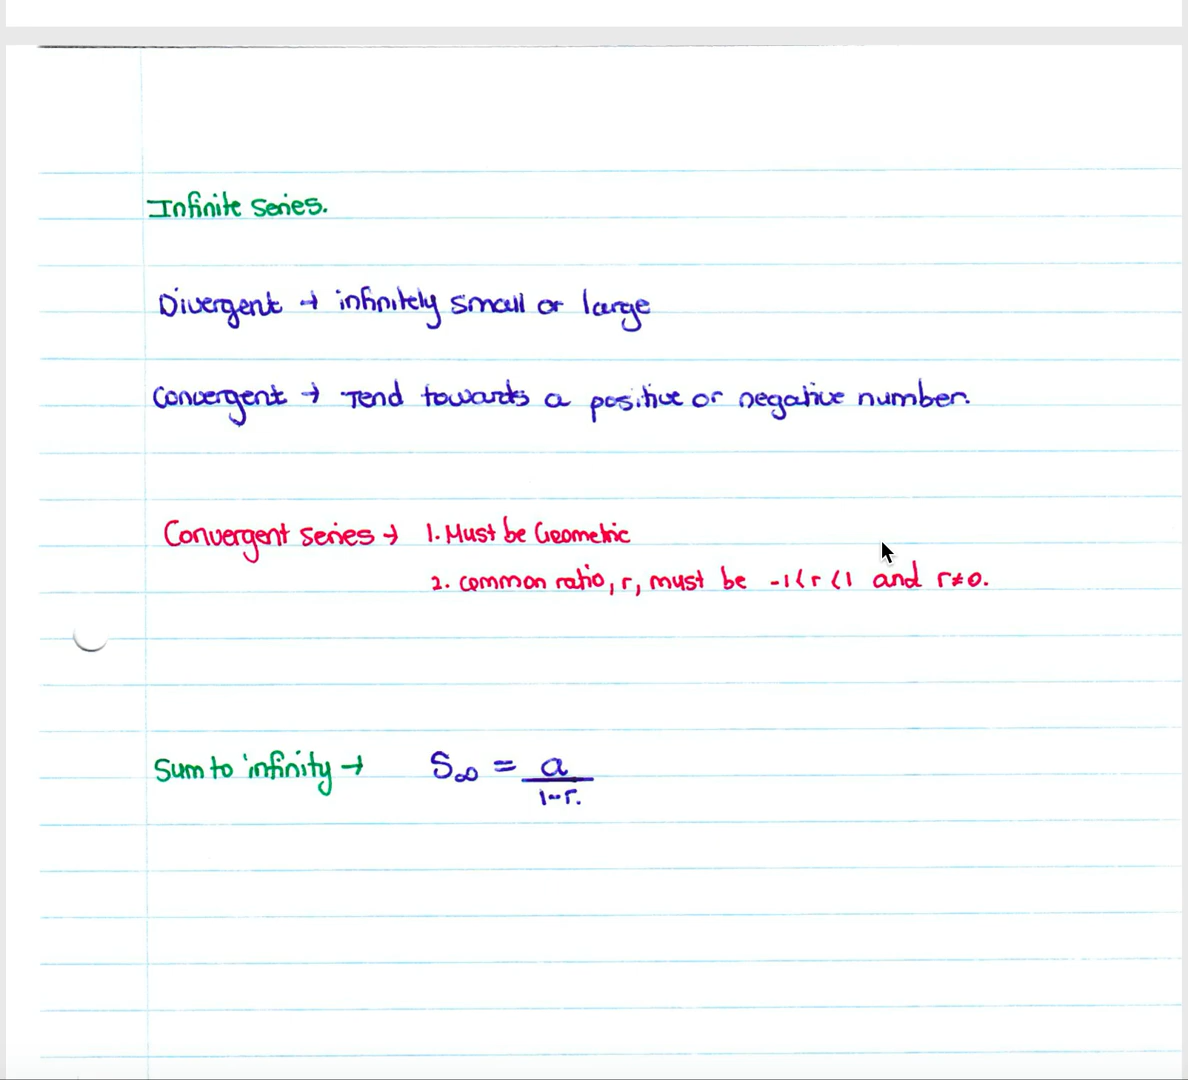 Infinite series.
Divergent → infinitely small or large
Convergent → Tend towards a positive or negative number.
Convergent series → 1. Must be Geometric
2. common ratio, r, must be -1<r<1 and r≠0.
Sum to infinity → S∞ = a
1-r.